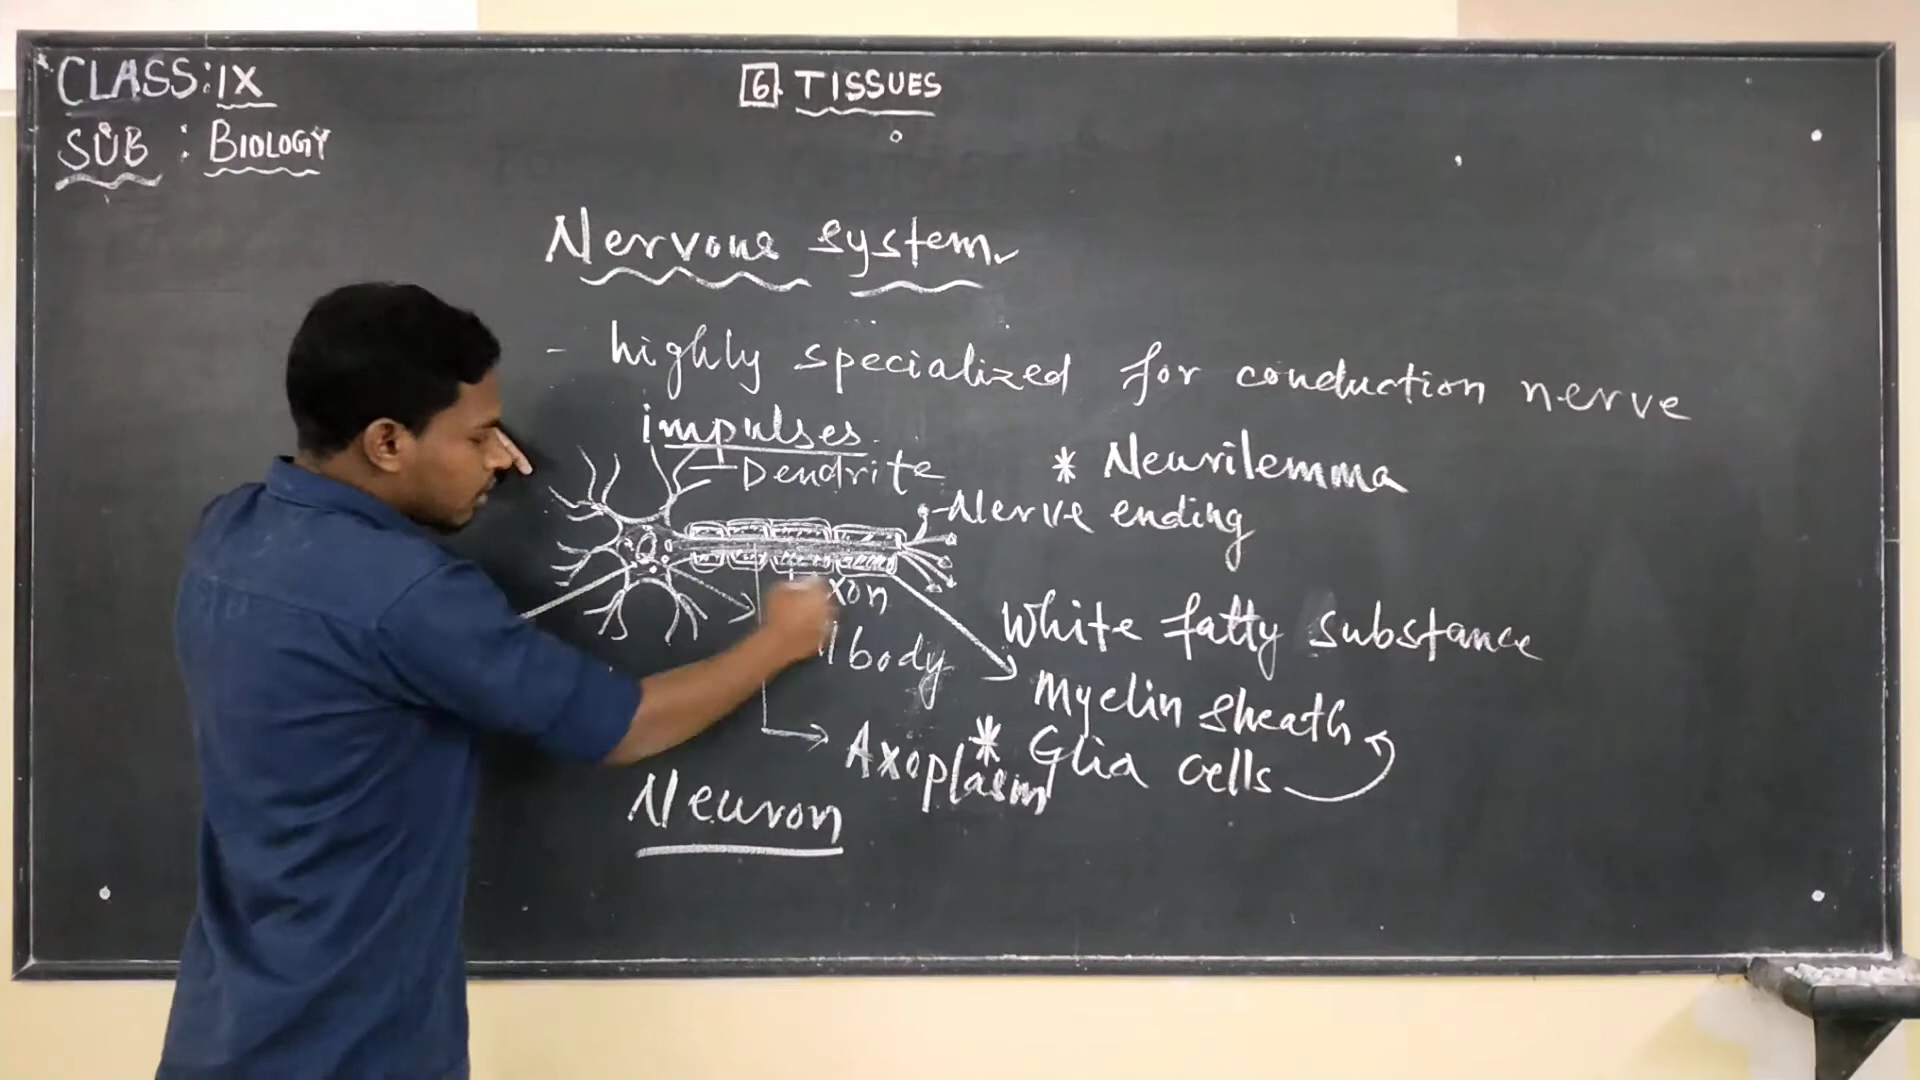 CLASS: IX
SUB : BIOLOGY
6. TISSUES
Nervous system
- highly specialized for conduction nerve
impulses
Dendrite
* Neurilemma
Nerve ending
xon
body
White fatty substance
Myelin sheath
Axoplasm
* Glia cells
Neuron